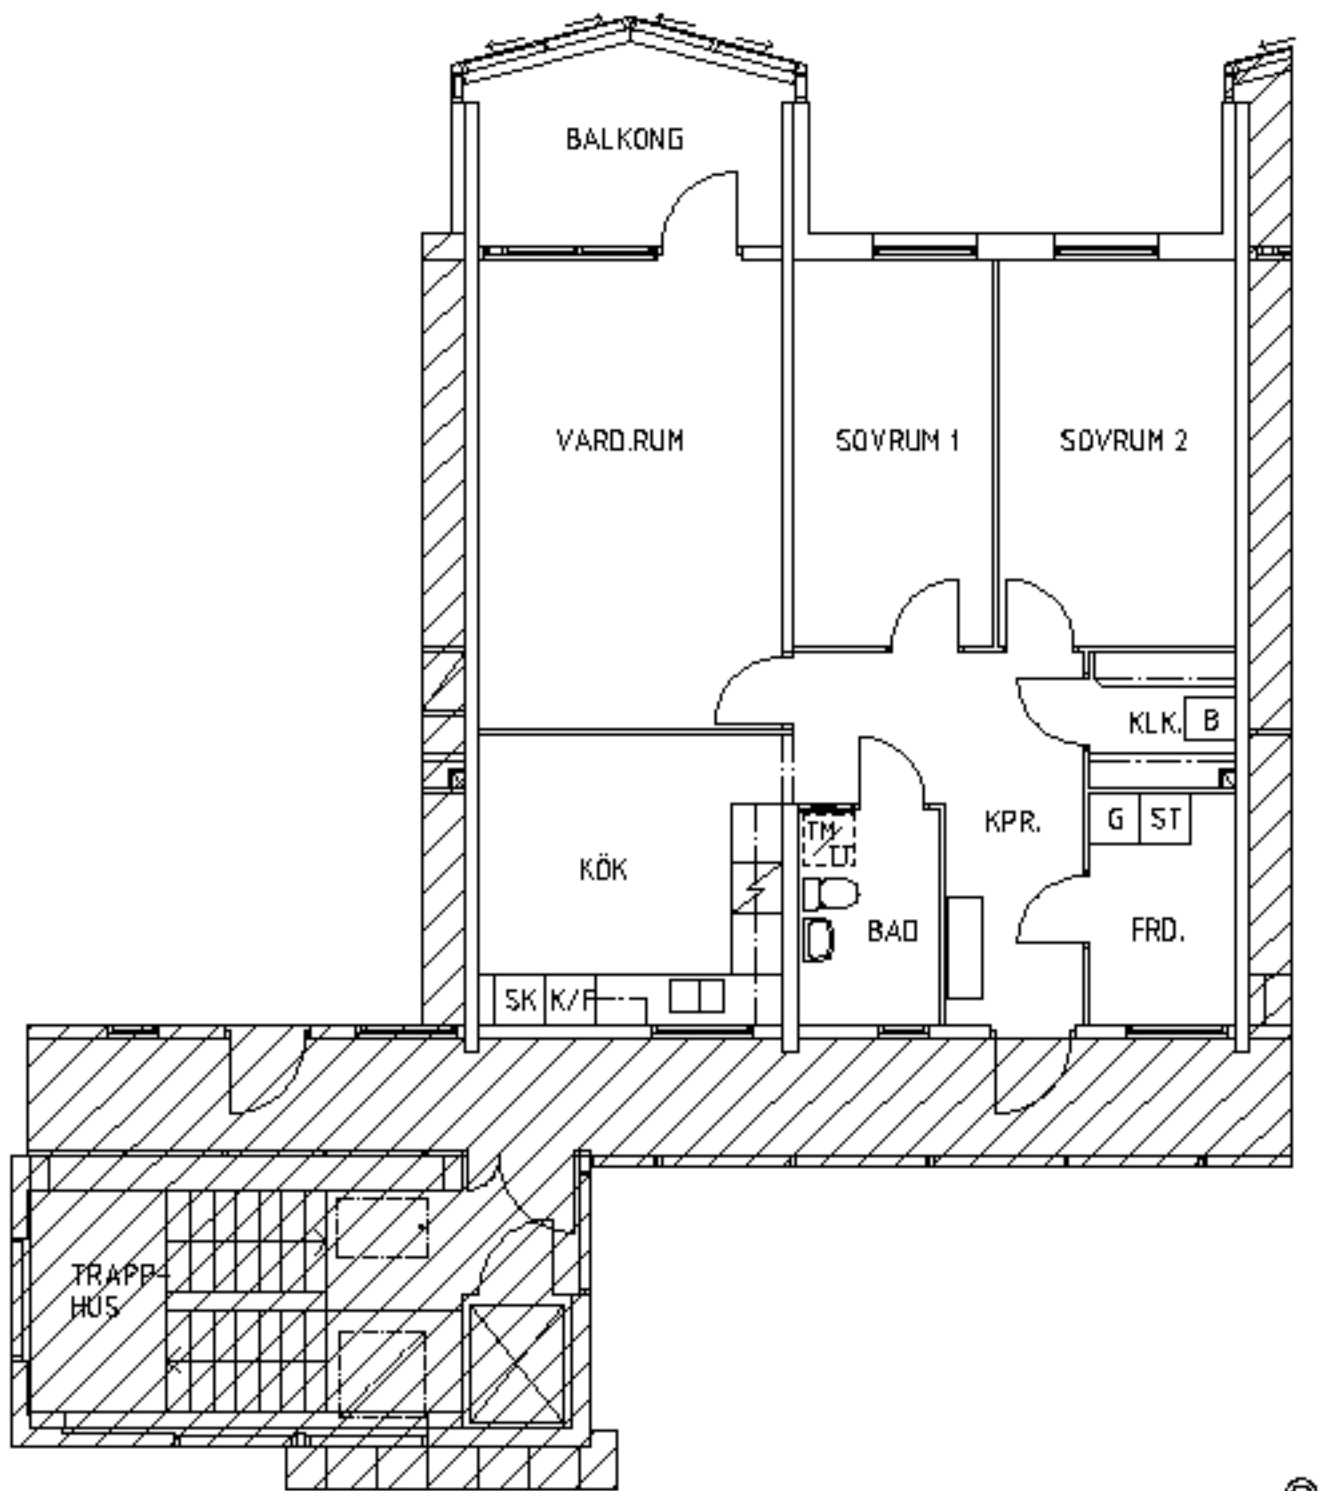 BALKONG
VARD.RUM
SOVRUM 1
SOVRUM 2
KLK.
B
KPR.
G
ST
TM
TT
KÖK
BAD
FRD.
SK
K/F
TRAPP-
HUS